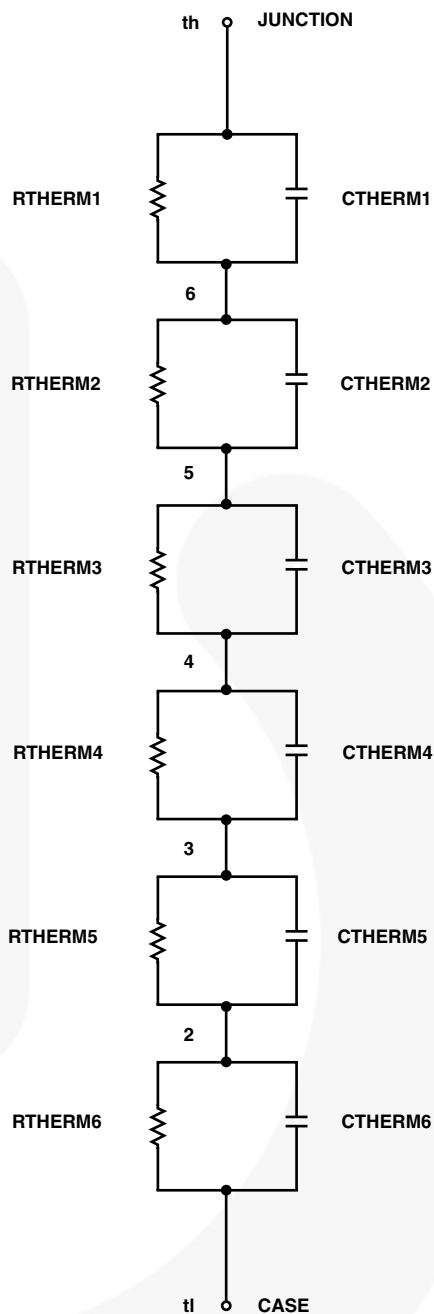 th JUNCTION
RTHERM1 CTHERM1
6
RTHERM2 CTHERM2
5
RTHERM3 CTHERM3
4
RTHERM4 CTHERM4
3
RTHERM5 CTHERM5
2
RTHERM6 CTHERM6
tl CASE